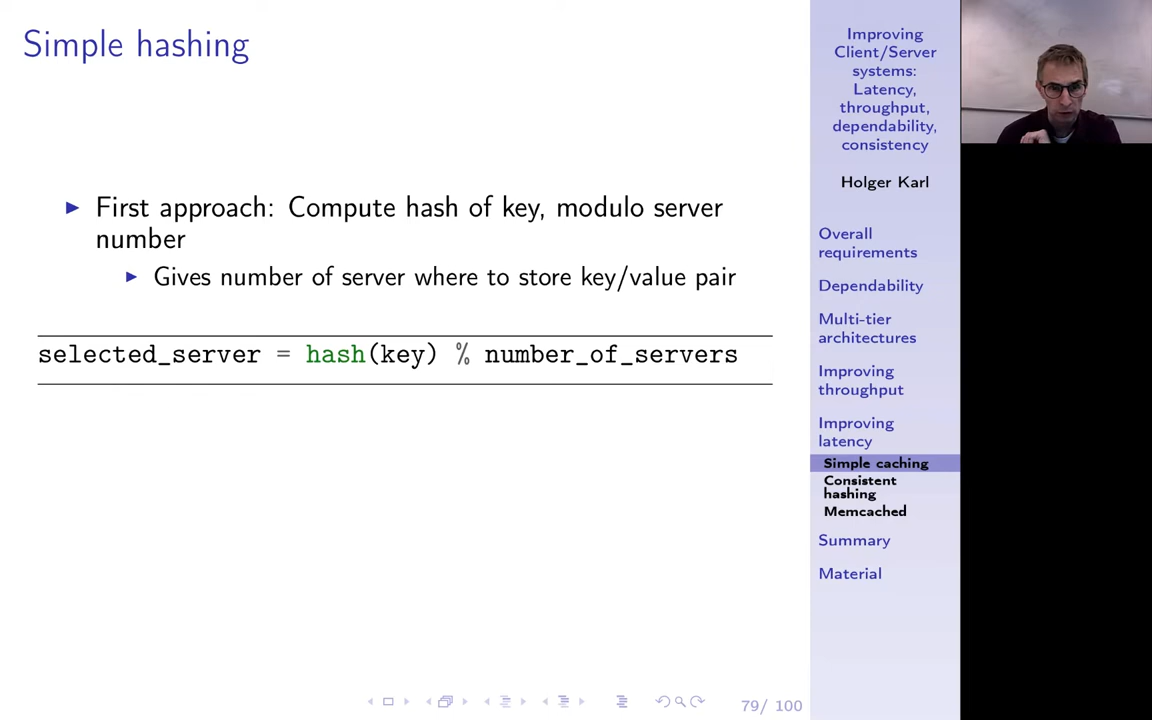 Simple hashing
First approach: Compute hash of key, modulo server
number
Gives number of server where to store key/value pair
selected_server = hash(key) % number_of_servers
79/ 100
Improving
Client/Server
systems:
Latency,
throughput,
dependability,
consistency
Holger Karl
Overall
requirements
Dependability
Multi-tier
architectures
Improving
throughput
Improving
latency
Simple caching
Consistent
hashing
Memcached
Summary
Material